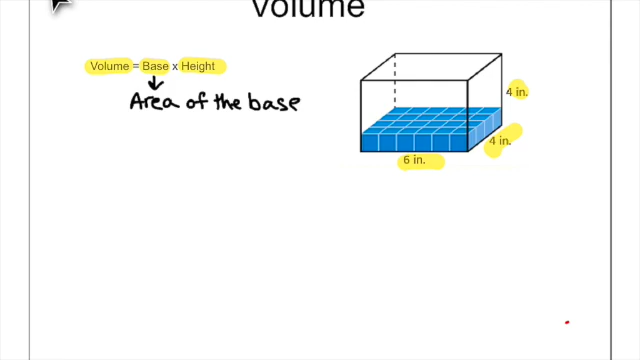 Volume
Volume = Base x Height
Area of the base
4 in.
4 in.
6 in.